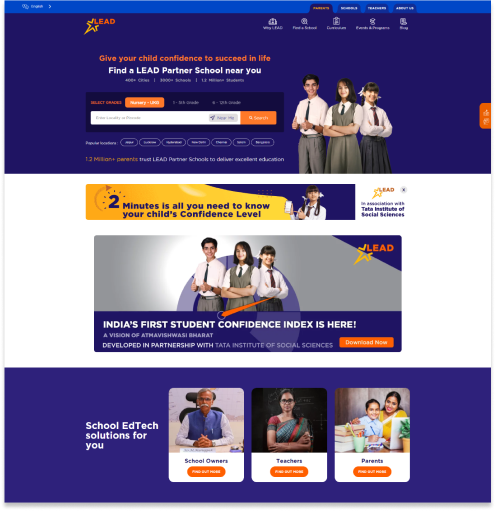 English
PARENTS SCHOOLS TEACHERS ABOUT US
LEAD
Why LEAD Find a School Curriculum Events & Programs Blog
Give your child confidence to succeed in life
Find a LEAD Partner School near you
400+ Cities | 8000+ Schools | 1.2 Million+ Students
SELECT GRADES Nursery - UKG 1 - 5th Grade 6 - 10th Grade
Enter Locality or Pincode Near Me Search
Popular locations: Jaipur Lucknow Hyderabad New Delhi Chennai Salem Bengaluru
1.2 Million+ parents trust LEAD Partner Schools to deliver excellent education
2 Minutes is all you need to know
your child's Confidence Level
LEAD
X
In association with
Tata Institute of
Social Sciences
LEAD
INDIA'S FIRST STUDENT CONFIDENCE INDEX IS HERE!
A VISION OF ATMAVISHWASI BHARAT
DEVELOPED IN PARTNERSHIP WITH TATA INSTITUTE OF SOCIAL SCIENCES
Download Now
School EdTech
solutions for
you
School Owners
FIND OUT MORE
Teachers
FIND OUT MORE
Parents
FIND OUT MORE